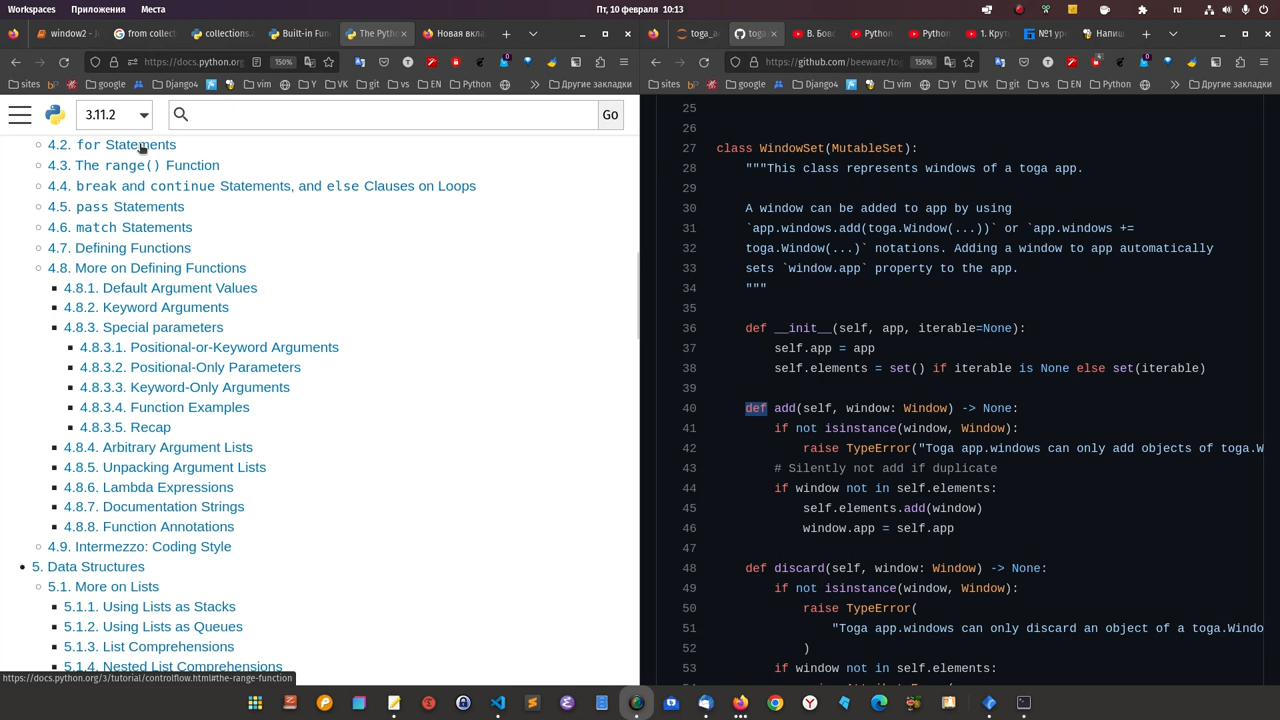 Workspaces Приложения Места
Пт, 10 февраля 10:13
ru
window2 - J
from collect
collections.
Built-in Fun
The Pytho
Новая вкл
toga_a
toga
В. Бов
Python
Python
1. Кру
№1 ур
Напиш
https://docs.python.org
150%
https://github.com/beeware/tog
150%
sites
google
Django4
vim
Y
VK
git
vs
EN
Python
Другие закладки
sites
вк
google
Django4
vim
Y
VK
git
vs
EN
Python
Другие закладки
3.11.2
Go
4.2. for Statements
4.3. The range() Function
4.4. break and continue Statements, and else Clauses on Loops
4.5. pass Statements
4.6. match Statements
4.7. Defining Functions
4.8. More on Defining Functions
4.8.1. Default Argument Values
4.8.2. Keyword Arguments
4.8.3. Special parameters
4.8.3.1. Positional-or-Keyword Arguments
4.8.3.2. Positional-Only Parameters
4.8.3.3. Keyword-Only Arguments
4.8.3.4. Function Examples
4.8.3.5. Recap
4.8.4. Arbitrary Argument Lists
4.8.5. Unpacking Argument Lists
4.8.6. Lambda Expressions
4.8.7. Documentation Strings
4.8.8. Function Annotations
4.9. Intermezzo: Coding Style
5. Data Structures
5.1. More on Lists
5.1.1. Using Lists as Stacks
5.1.2. Using Lists as Queues
5.1.3. List Comprehensions
5.1.4. Nested List Comprehensions
https://docs.python.org/3/tutorial/controlflow.html#the-range-function
25
26
27 class WindowSet(MutableSet):
28 """This class represents windows of a toga app.
29
30 A window can be added to app by using
31 `app.windows.add(toga.Window(...))` or `app.windows +=
32 toga.Window(...)` notations. Adding a window to app automatically
33 sets `window.app` property to the app.
34 """
35
36 def __init__(self, app, iterable=None):
37 self.app = app
38 self.elements = set() if iterable is None else set(iterable)
39
40 def add(self, window: Window) -> None:
41 if not isinstance(window, Window):
42 raise TypeError("Toga app.windows can only add objects of toga.W
43 # Silently not add if duplicate
44 if window not in self.elements:
45 self.elements.add(window)
46 window.app = self.app
47
48 def discard(self, window: Window) -> None:
49 if not isinstance(window, Window):
50 raise TypeError(
51 "Toga app.windows can only discard an object of a toga.Windo
52 )
53 if window not in self.elements: